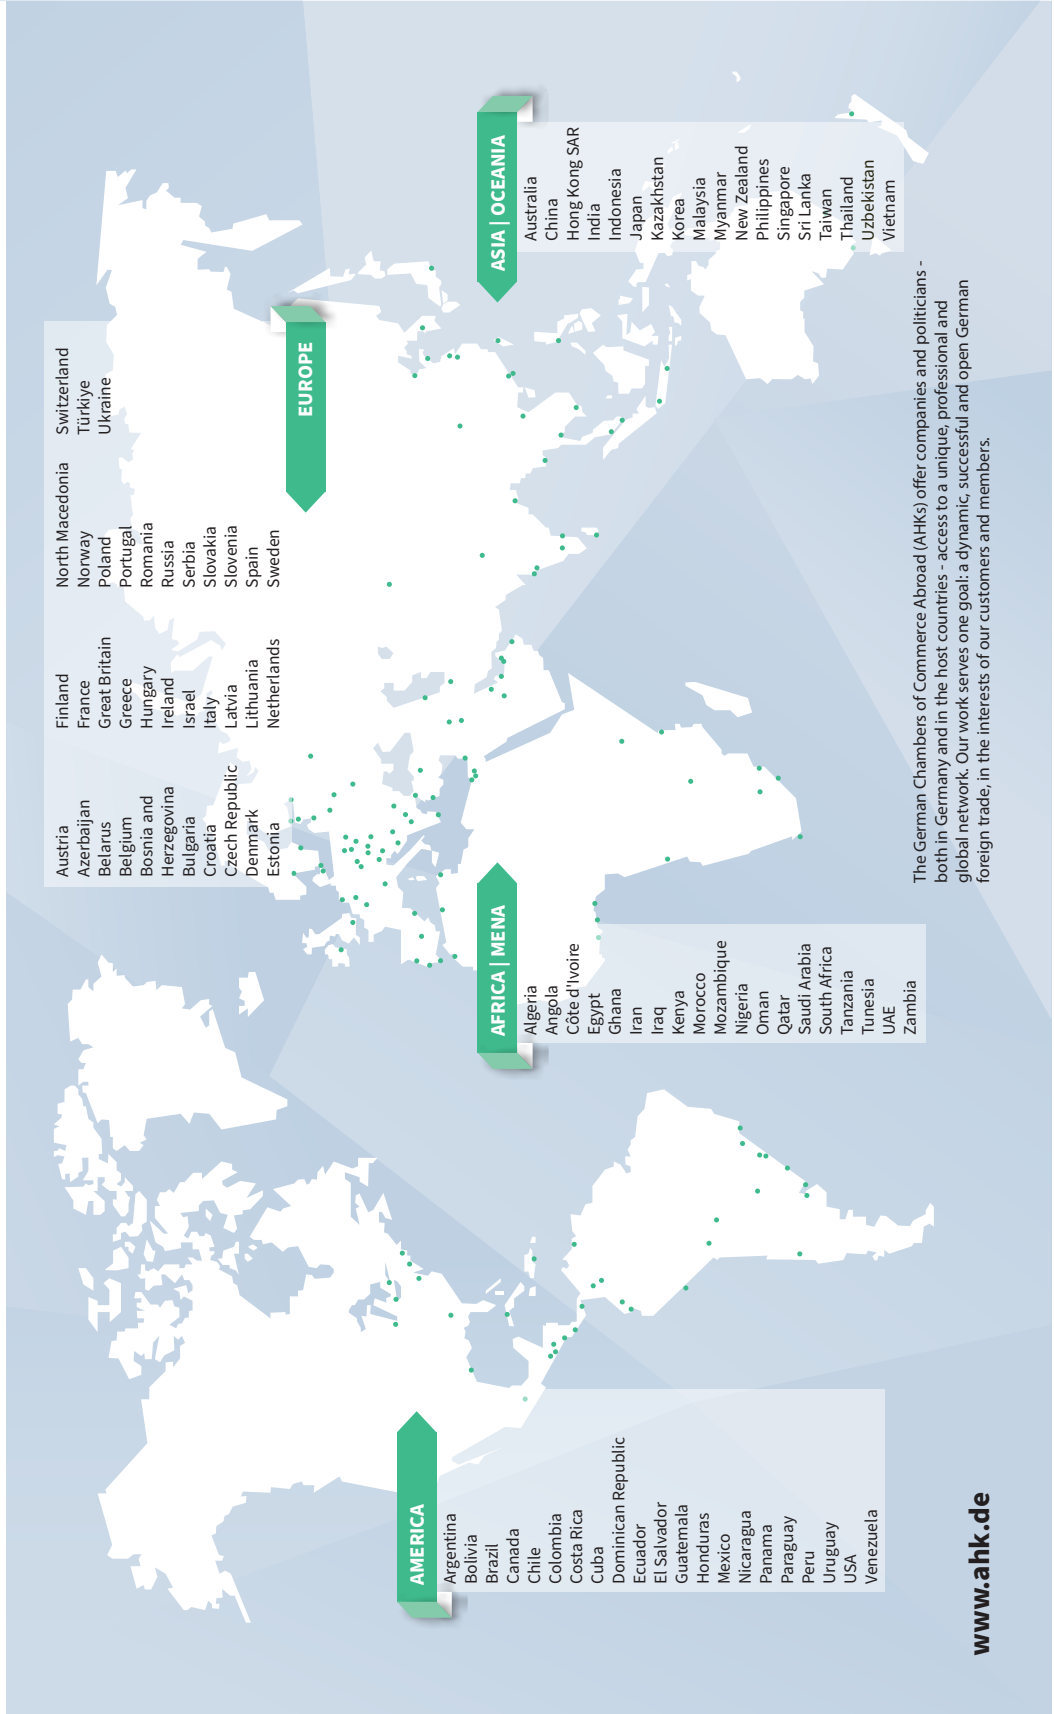 EUROPE
Austria
Azerbaijan
Belarus
Belgium
Bosnia and
Herzegovina
Bulgaria
Croatia
Czech Republic
Denmark
Estonia
Finland
France
Great Britain
Greece
Hungary
Ireland
Israel
Italy
Latvia
Lithuania
Netherlands
North Macedonia
Norway
Poland
Portugal
Romania
Russia
Serbia
Slovakia
Slovenia
Spain
Sweden
Switzerland
Türkiye
Ukraine
AMERICA
Argentina
Bolivia
Brazil
Canada
Chile
Colombia
Costa Rica
Cuba
Dominican Republic
Ecuador
El Salvador
Guatemala
Honduras
Mexico
Nicaragua
Panama
Paraguay
Peru
Uruguay
USA
Venezuela
AFRICA | MENA
Algeria
Angola
Côte d'Ivoire
Egypt
Ghana
Iran
Iraq
Kenya
Morocco
Mozambique
Nigeria
Oman
Qatar
Saudi Arabia
South Africa
Tanzania
Tunesia
UAE
Zambia
ASIA | OCEANIA
Australia
China
Hong Kong SAR
India
Indonesia
Japan
Kazakhstan
Korea
Malaysia
Myanmar
New Zealand
Philippines
Singapore
Sri Lanka
Taiwan
Thailand
Uzbekistan
Vietnam
The German Chambers of Commerce Abroad (AHKs) offer companies and politicians -
both in Germany and in the host countries - access to a unique, professional and
global network. Our work serves one goal: a dynamic, successful and open German
foreign trade, in the interests of our customers and members.
www.ahk.de